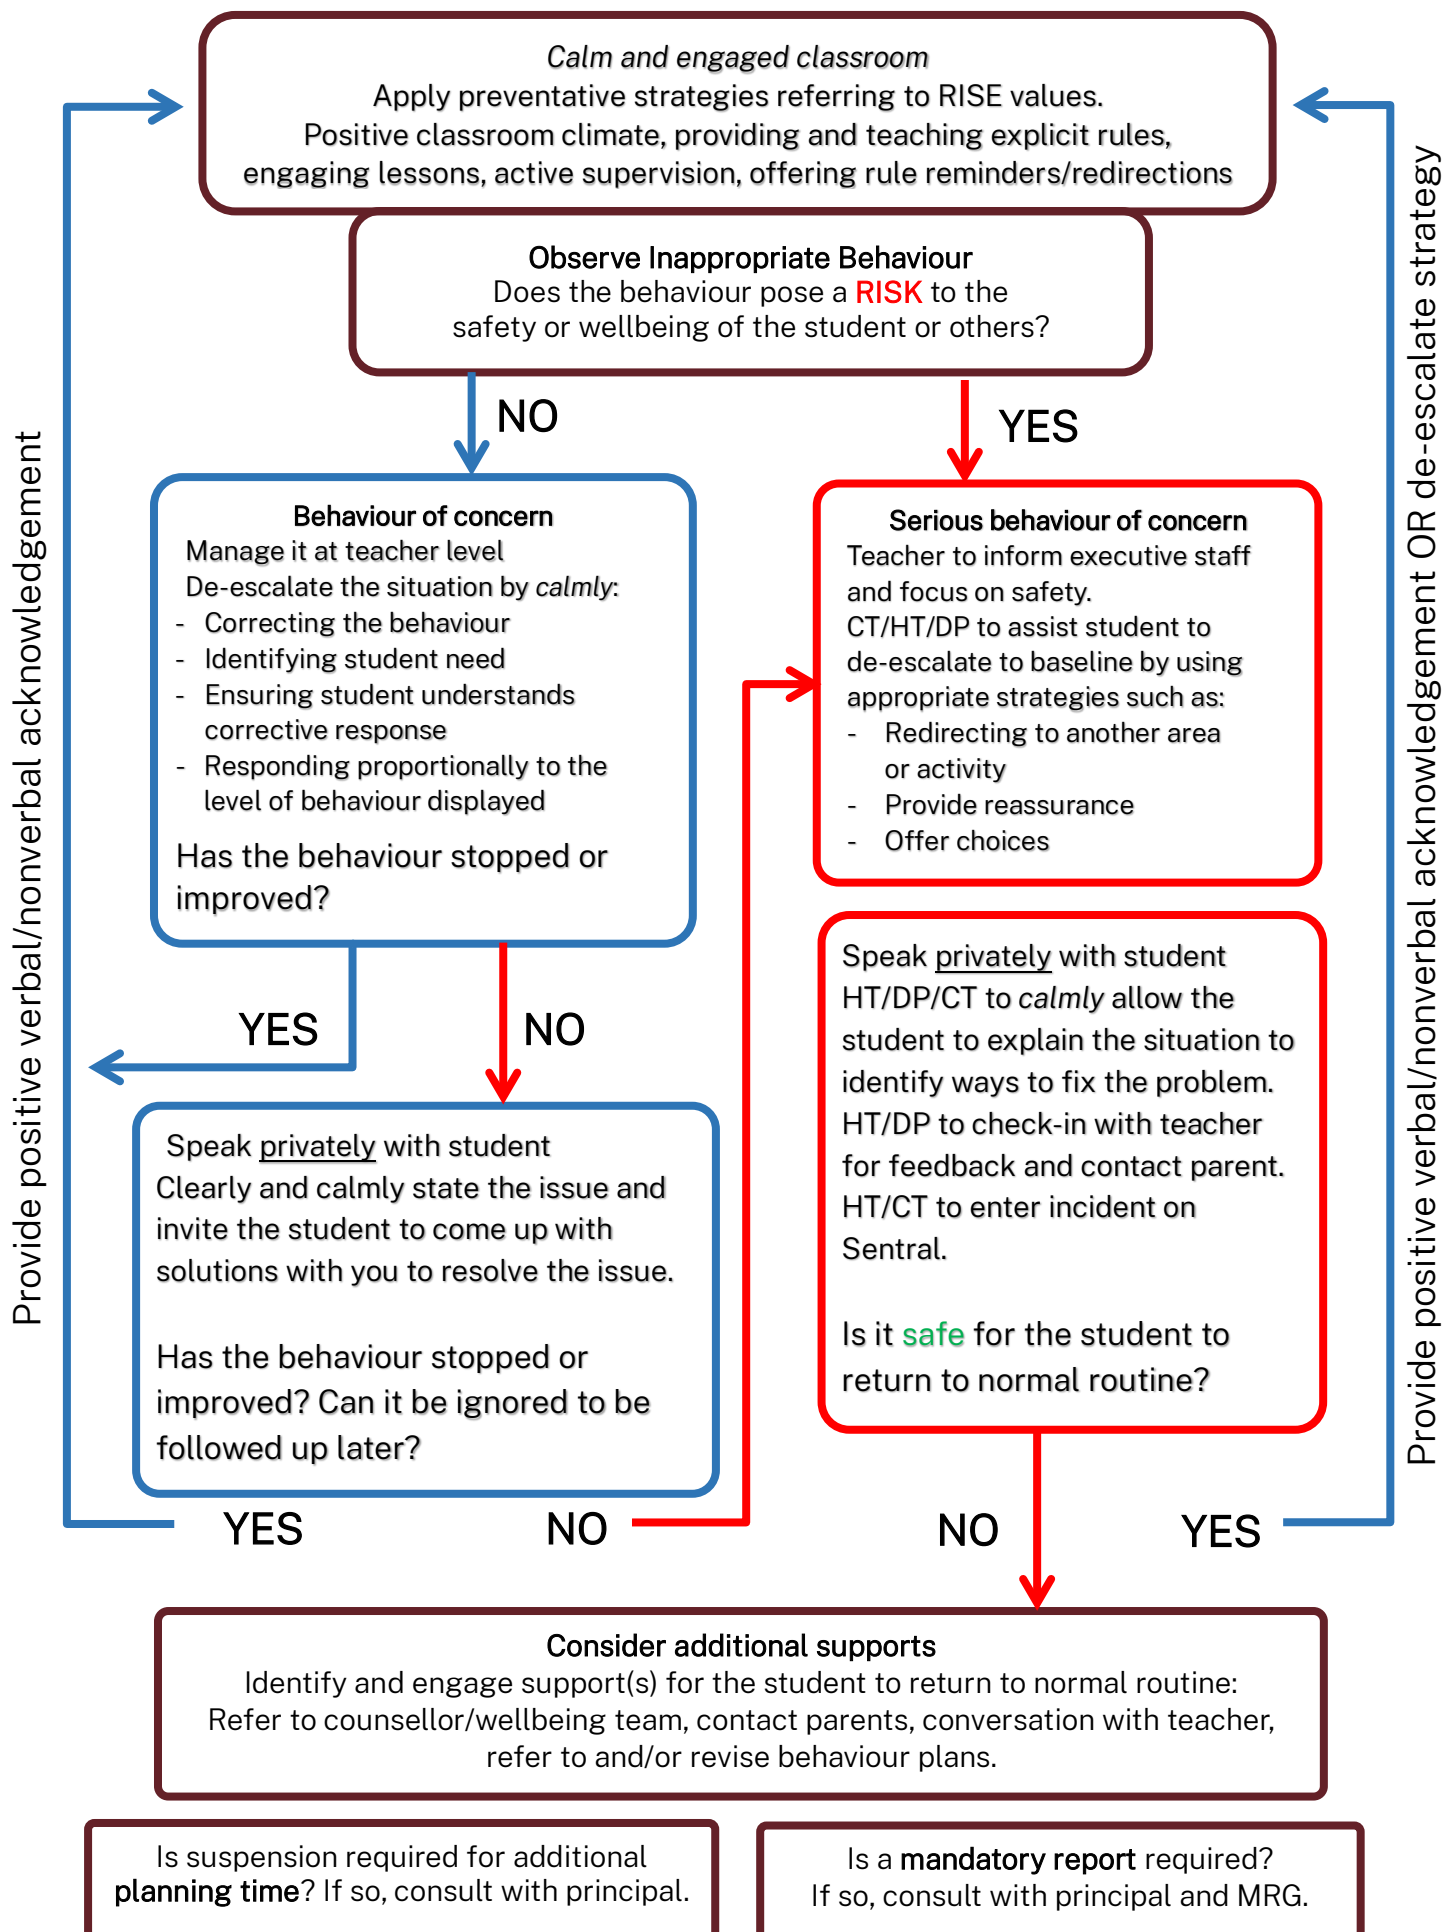 Calm and engaged classroom
Apply preventative strategies referring to RISE values.
Positive classroom climate, providing and teaching explicit rules,
engaging lessons, active supervision, offering rule reminders/redirections
Observe Inappropriate Behaviour
Does the behaviour pose a RISK to the
safety or wellbeing of the student or others?
NO
YES
Behaviour of concern
Manage it at teacher level
De-escalate the situation by calmly:
- Correcting the behaviour
- Identifying student need
- Ensuring student understands
corrective response
- Responding proportionally to the
level of behaviour displayed
Has the behaviour stopped or
improved?
YES
NO
Speak privately with student
Clearly and calmly state the issue and
invite the student to come up with
solutions with you to resolve the issue.
Has the behaviour stopped or
improved? Can it be ignored to be
followed up later?
YES
NO
Serious behaviour of concern
Teacher to inform executive staff
and focus on safety.
CT/HT/DP to assist student to
de-escalate to baseline by using
appropriate strategies such as:
- Redirecting to another area
or activity
- Provide reassurance
- Offer choices
Speak privately with student
HT/DP/CT to calmly allow the
student to explain the situation to
identify ways to fix the problem.
HT/DP to check-in with teacher
for feedback and contact parent.
HT/CT to enter incident on
Sentral.
Is it safe for the student to
return to normal routine?
NO
YES
Provide positive verbal/nonverbal acknowledgement
Provide positive verbal/nonverbal acknowledgement OR de-escalate strategy
Consider additional supports
Identify and engage support(s) for the student to return to normal routine:
Refer to counsellor/wellbeing team, contact parents, conversation with teacher,
refer to and/or revise behaviour plans.
Is suspension required for additional
planning time? If so, consult with principal.
Is a mandatory report required?
If so, consult with principal and MRG.